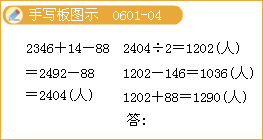 手写板图示 0601-04
2346+14-88 2404÷2=1202(人)
=2492-88 1202-146=1036(人)
=2404(人) 1202+88=1290(人)
答: